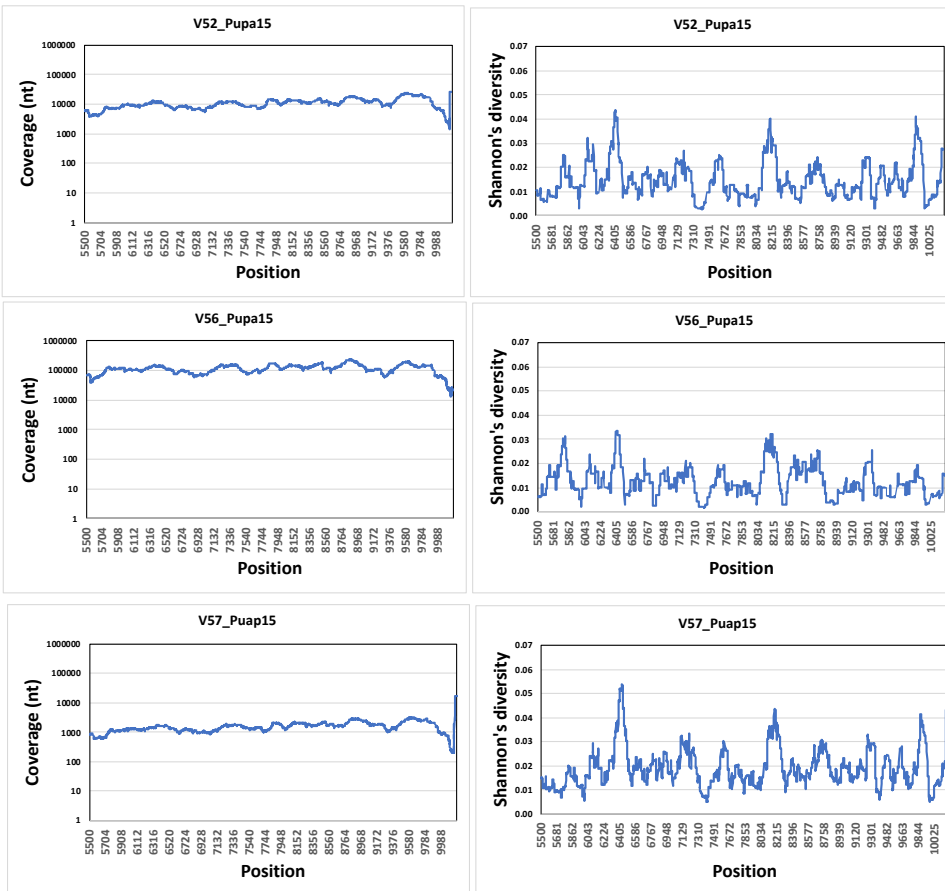 V52_Pupa15
Coverage (nt)
1000000
100000
10000
1000
100
10
1
5500 5704 5908 6112 6316 6520 6724 6928 7132 7336 7540 7744 7948 8152 8356 8560 8764 8968 9172 9376 9580 9784 9988
Position
V52_Pupa15
Shannon's diversity
0.07
0.06
0.05
0.04
0.03
0.02
0.01
0.00
5500 5681 5862 6043 6224 6405 6586 6767 6948 7129 7310 7491 7672 7853 8034 8215 8396 8577 8758 8939 9120 9301 9482 9663 9844 10025
Position
V56_Pupa15
Coverage (nt)
1000000
100000
10000
1000
100
10
1
5500 5704 5908 6112 6316 6520 6724 6928 7132 7336 7540 7744 7948 8152 8356 8560 8764 8968 9172 9376 9580 9784 9988
Position
V56_Pupa15
Shannon's diversity
0.07
0.06
0.05
0.04
0.03
0.02
0.01
0.00
5500 5681 5862 6043 6224 6405 6586 6767 6948 7129 7310 7491 7672 7853 8034 8215 8396 8577 8758 8939 9120 9301 9482 9663 9844 10025
Position
V57_Puap15
Coverage (nt)
1000000
100000
10000
1000
100
10
1
5500 5704 5908 6112 6316 6520 6724 6928 7132 7336 7540 7744 7948 8152 8356 8560 8764 8968 9172 9376 9580 9784 9988
Position
V57_Pupa15
Shannon's diversity
0.07
0.06
0.05
0.04
0.03
0.02
0.01
0.00
5500 5681 5862 6043 6224 6405 6586 6767 6948 7129 7310 7491 7672 7853 8034 8215 8396 8577 8758 8939 9120 9301 9482 9663 9844 10025
Position